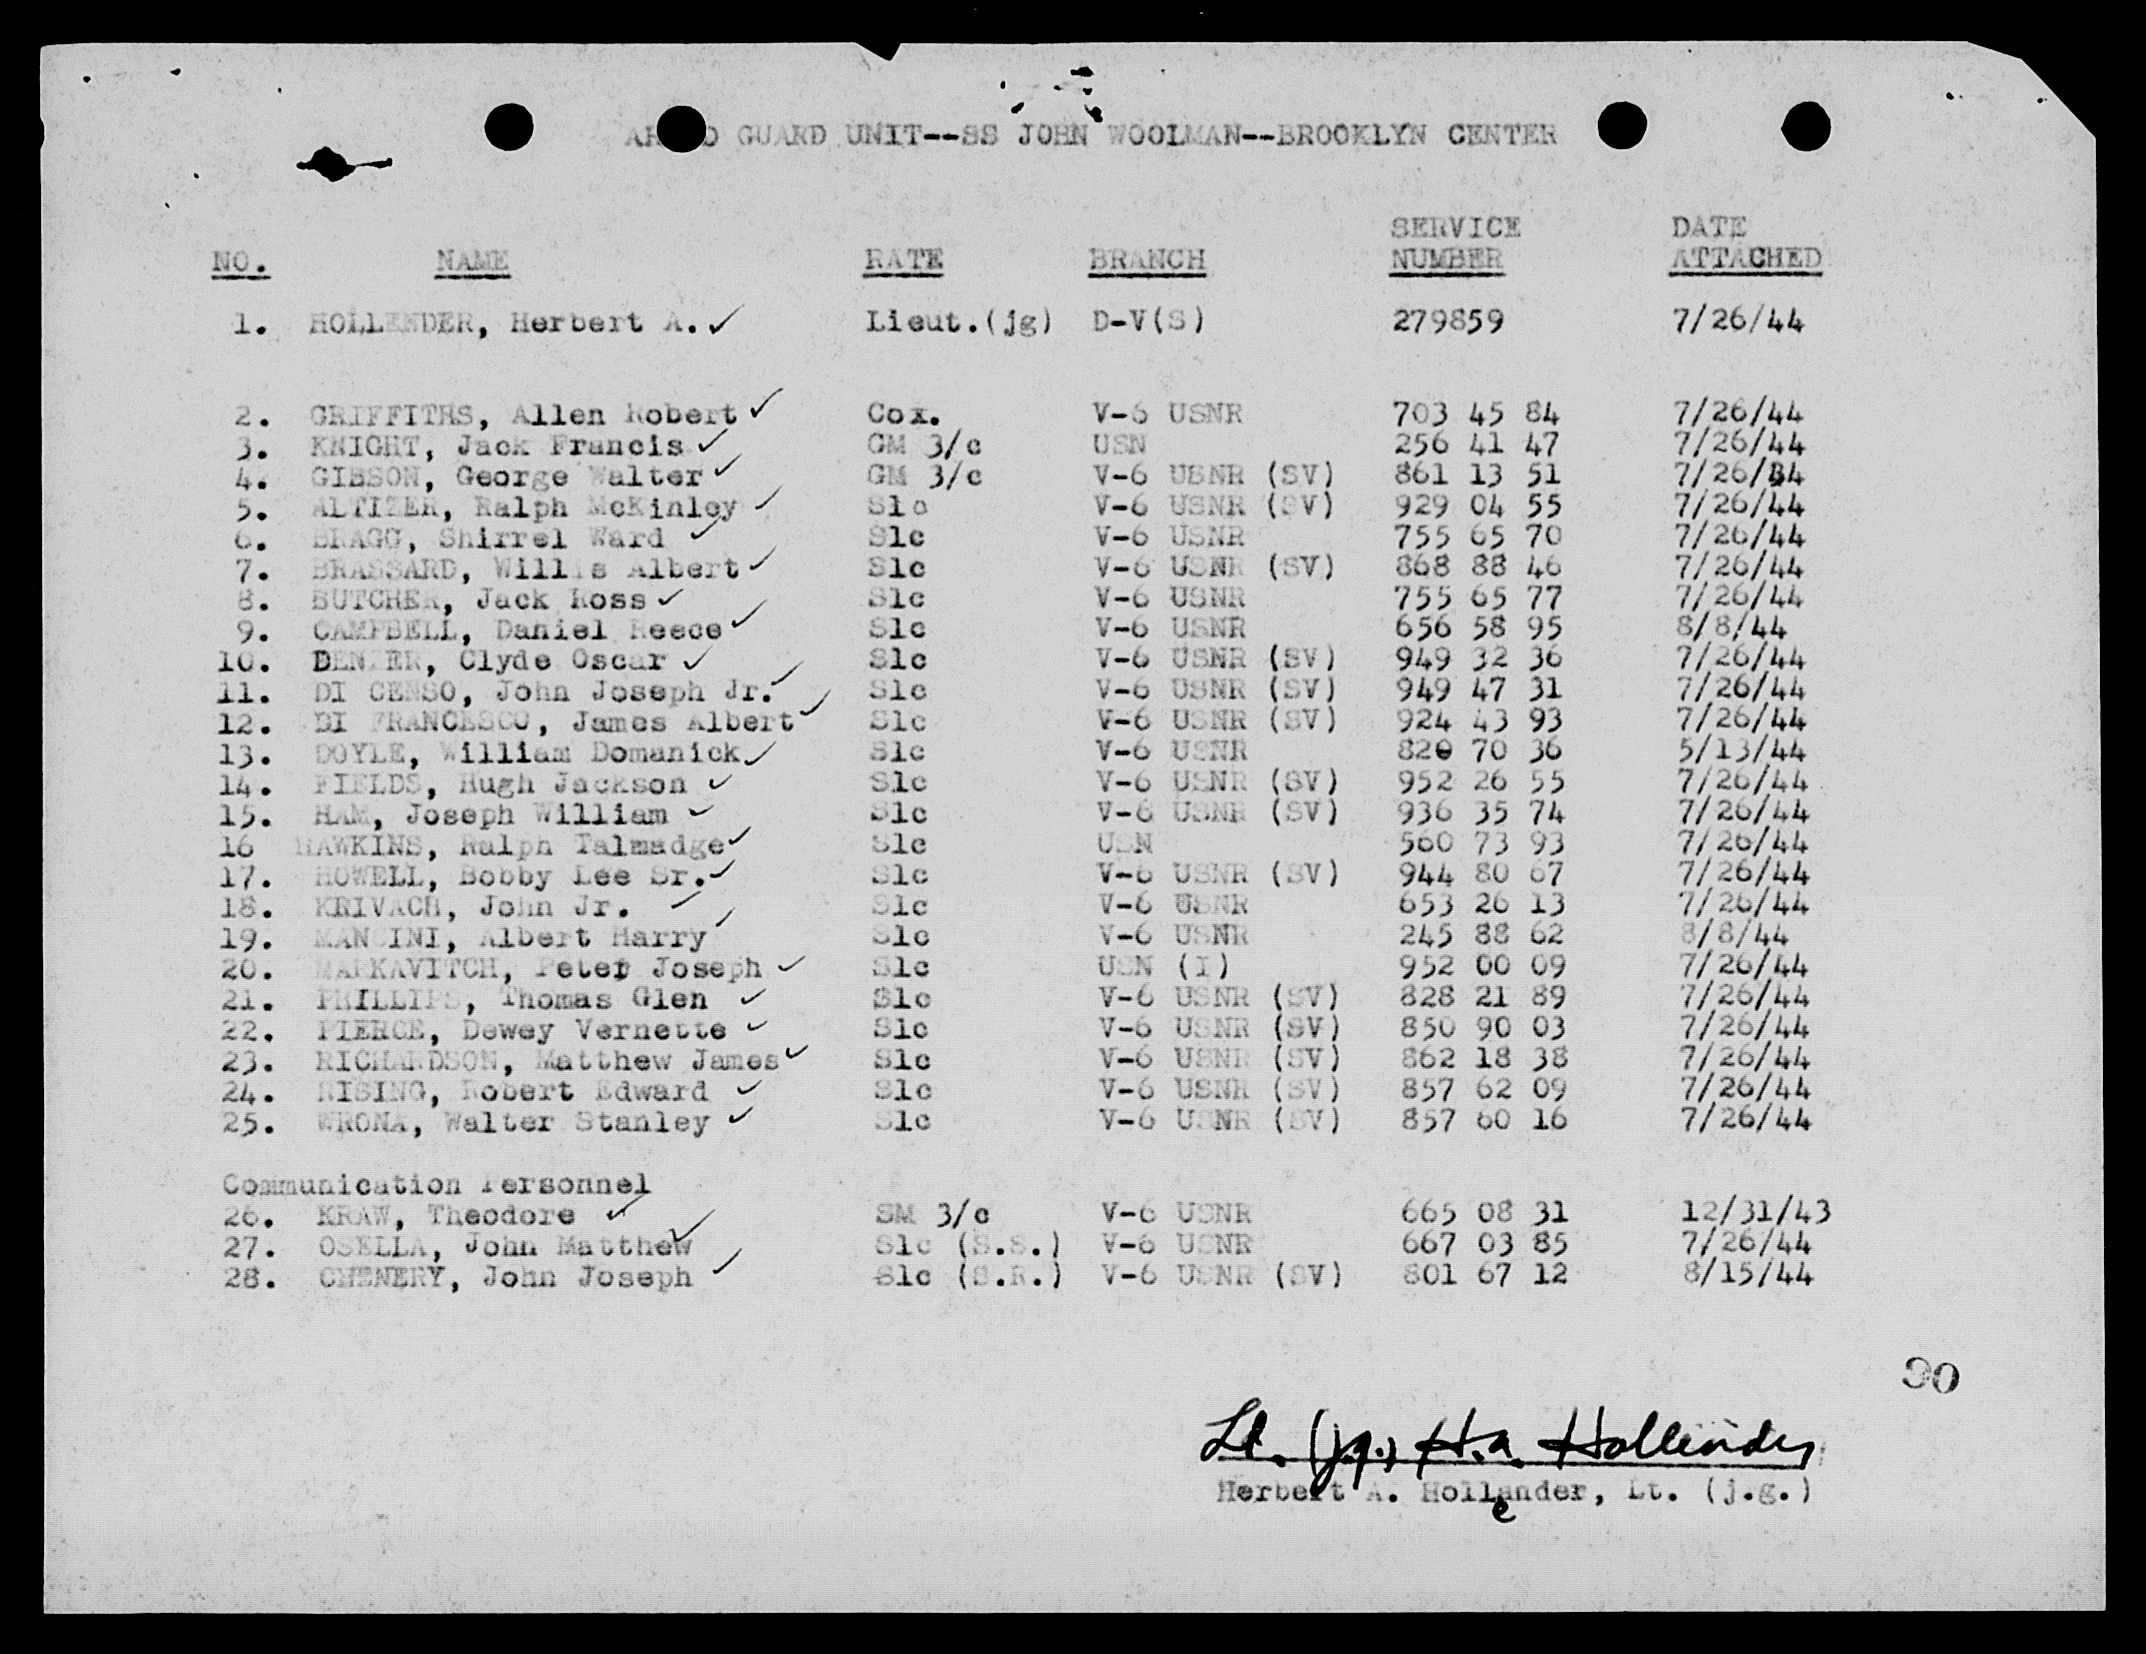 ARMED GUARD UNIT--SS JOHN WOOLMAN--BROOKLYN CENTER
SERVICE DATE
NO. NAME RATE BRANCH NUMBER ATTACHED
1. HOLLENDER, Herbert A. ✓ Lieut.(jg) D-V(S) 279859 7/26/44
2. GRIFFITHS, Allen Robert ✓ Cox. V-6 USNR 703 45 84 7/26/44
3. KNIGHT, Jack Francis ✓ GM 3/c USN 256 41 47 7/26/44
4. GIBSON, George Walter ✓ GM 3/c V-6 USNR (SV) 861 13 51 7/26/44
5. ALTIZER, Ralph McKinley ✓ S1c V-6 USNR (SV) 929 04 55 7/26/44
6. BRAGG, Shirrel Ward ✓ S1c V-6 USNR 755 65 70 7/26/44
7. BRASSARD, Willis Albert ✓ S1c V-6 USNR (SV) 868 88 46 7/26/44
8. BUTCHER, Jack Ross ✓ S1c V-6 USNR 755 65 77 7/26/44
9. CAMPBELL, Daniel Reece ✓ S1c V-6 USNR 656 58 95 8/8/44
10. DENZER, Clyde Oscar ✓ S1c V-6 USNR (SV) 949 32 36 7/26/44
11. DI CENSO, John Joseph Jr. ✓ S1c V-6 USNR (SV) 949 47 31 7/26/44
12. DI FRANCESCO, James Albert ✓ S1c V-6 USNR (SV) 924 43 93 7/26/44
13. DOYLE, William Domanick ✓ S1c V-6 USNR 820 70 36 5/13/44
14. FIELDS, Hugh Jackson ✓ S1c V-6 USNR (SV) 952 26 55 7/26/44
15. HAM, Joseph William ✓ S1c V-6 USNR (SV) 936 35 74 7/26/44
16 HAWKINS, Ralph Talmadge ✓ S1c USN 560 73 93 7/26/44
17. HOWELL, Bobby Lee Sr. ✓ S1c V-6 USNR (SV) 944 80 67 7/26/44
18. KRIVACH, John Jr. ✓ S1c V-6 USNR 653 26 13 7/26/44
19. MANCINI, Albert Harry ✓ S1c V-6 USNR 245 88 62 8/8/44
20. MARKAVITCH, Peter Joseph ✓ S1c USN (I) 952 00 09 7/26/44
21. PHILLIPS, Thomas Glen ✓ S1c V-6 USNR (SV) 828 21 89 7/26/44
22. PIERCE, Dewey Vernette ✓ S1c V-6 USNR (SV) 850 90 03 7/26/44
23. RICHARDSON, Matthew James ✓ S1c V-6 USNR (SV) 862 18 38 7/26/44
24. RISING, Robert Edward ✓ S1c V-6 USNR (SV) 857 62 09 7/26/44
25. WRONA, Walter Stanley ✓ S1c V-6 USNR (SV) 857 60 16 7/26/44
Communication Personnel
26. KRAW, Theodore ✓ SM 3/c V-6 USNR 665 08 31 12/31/43
27. OSELLA, John Matthew ✓ S1c (S.S.) V-6 USNR 667 03 85 7/26/44
28. CHENERY, John Joseph ✓ S1c (S.R.) V-6 USNR (SV) 801 67 12 8/15/44
90
Lt. (j.g.) H.A. Hollender
Herbert A. Hollender, Lt. (j.g.)